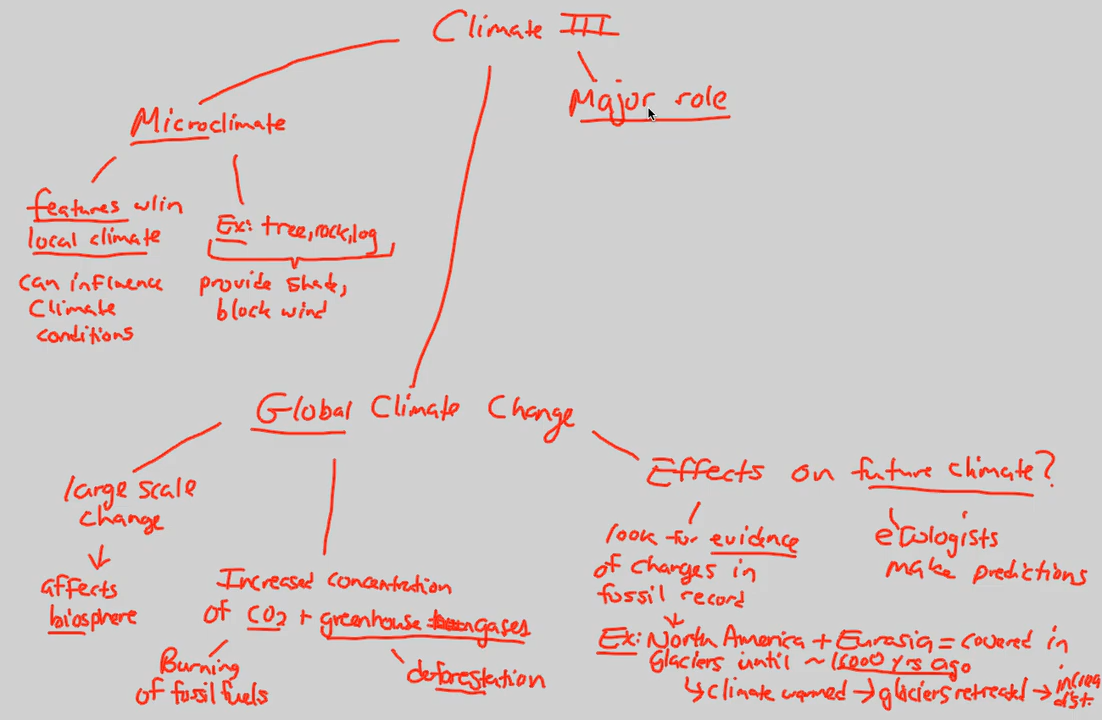 Climate III
Major role
Microclimate
features w/in
local climate
can influence
Climate
conditions
Ex: tree, rock, log
provide shade,
block wind
Global Climate Change
large scale
change
affects
biosphere
Increased concentration
of CO2 + greenhouse gases
Burning
of fossil fuels
deforestation
Effects on future climate?
look for evidence
of changes in
fossil record
Ex: North America + Eurasia = covered in
Glaciers until ~ 16000 yrs ago
climate warmed → glaciers retreated →
dist.
ecologists
make predictions